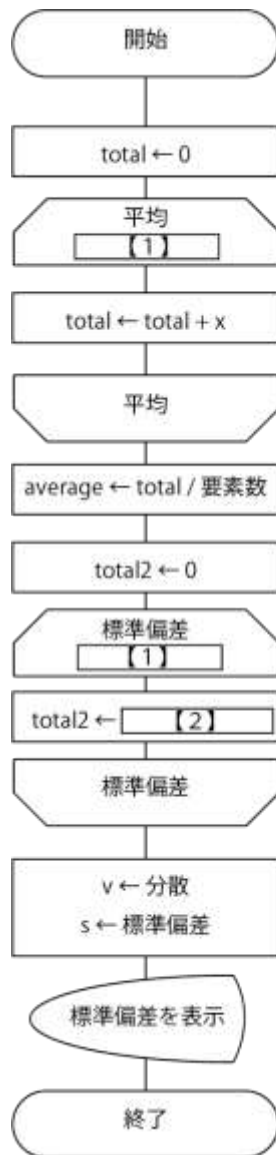 開始
total ← 0
平均
【1】
total ← total + x
平均
average ← total / 要素数
total2 ← 0
標準偏差
【1】
total2 ← 【2】
標準偏差
v ← 分散
s ← 標準偏差
標準偏差を表示
終了